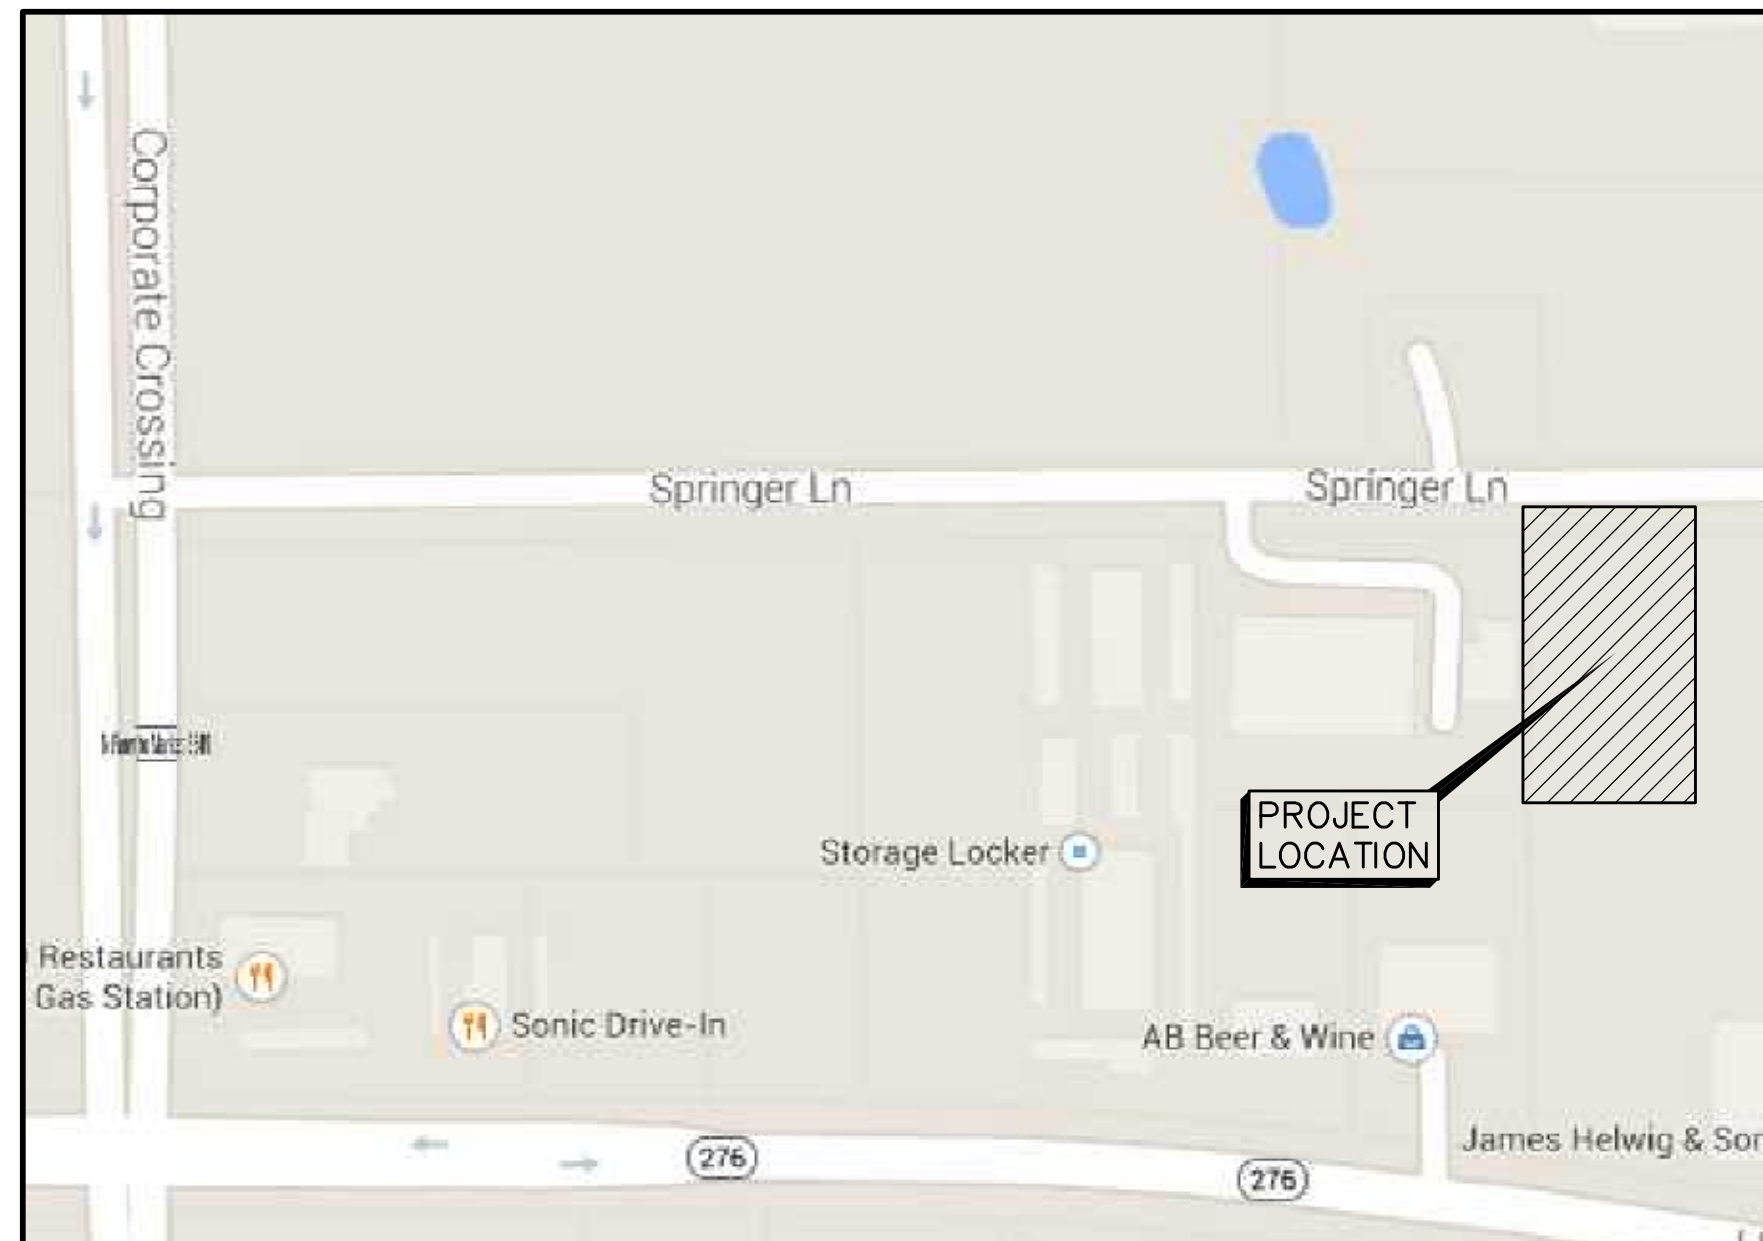 Corporate Crossing
Springer Ln
Springer Ln
PROJECT
LOCATION
Storage Locker
Restaurants
Gas Station)
Sonic Drive-In
AB Beer & Wine
James Helwig & Son
276
276